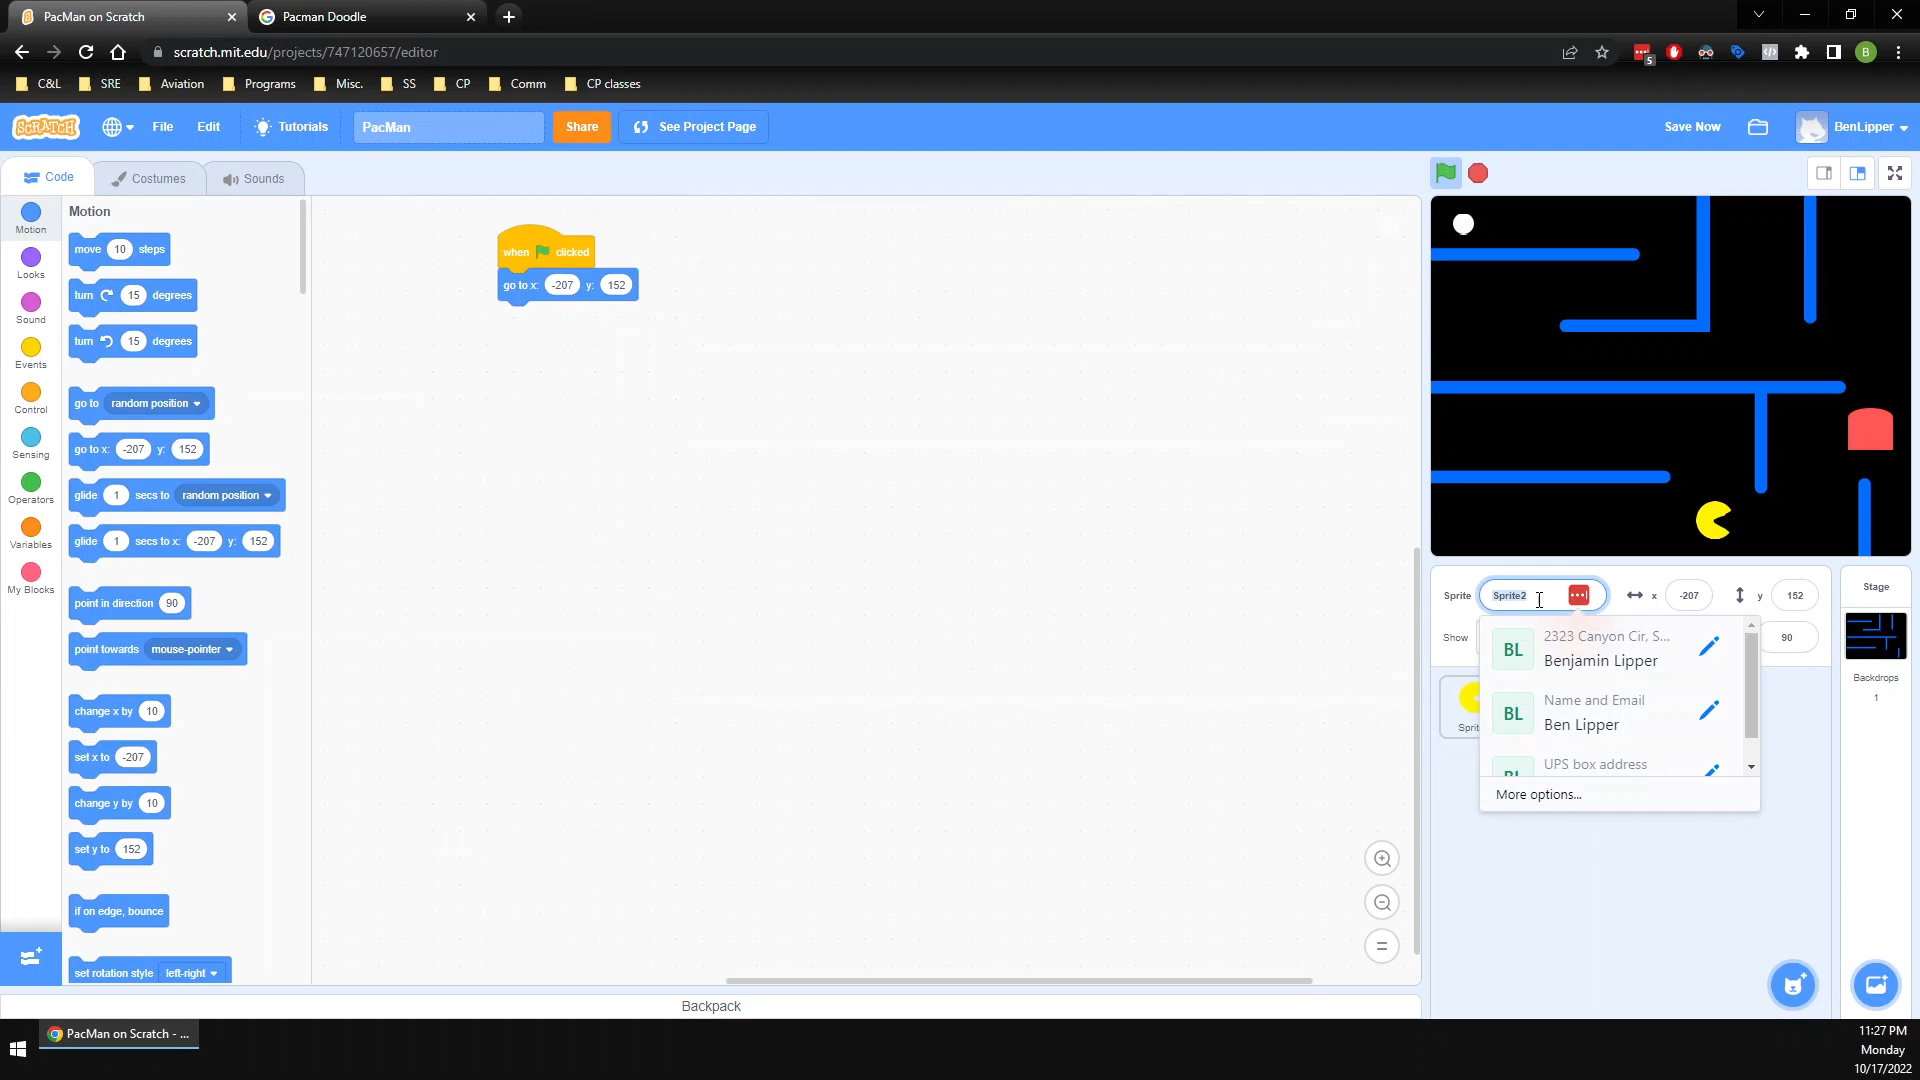 PacMan on Scratch
Pacman Doodle
scratch.mit.edu/projects/747120657/editor
5
B
C&L
SRE
Aviation
Programs
Misc.
SS
CP
Comm
CP classes
SCRATCH
File
Edit
Tutorials
PacMan
Share
See Project Page
Save Now
BenLipper
Code
Costumes
Sounds
Motion
Looks
Sound
Events
Control
Sensing
Operators
Variables
My Blocks
Motion
move 10 steps
turn 15 degrees
turn 15 degrees
go to random position
go to x: -207 y: 152
glide 1 secs to random position
glide 1 secs to x: -207 y: 152
point in direction 90
point towards mouse-pointer
change x by 10
set x to -207
change y by 10
set y to 152
if on edge, bounce
set rotation style left-right
when clicked
go to x: -207 y: 152
Backpack
Sprite Sprite2 x -207 y 152
Show 90
BL 2323 Canyon Cir, S...
Benjamin Lipper
BL Name and Email
Ben Lipper
UPS box address
More options...
Stage
Backdrops
1
PacMan on Scratch - ...
11:27 PM
Monday
10/17/2022